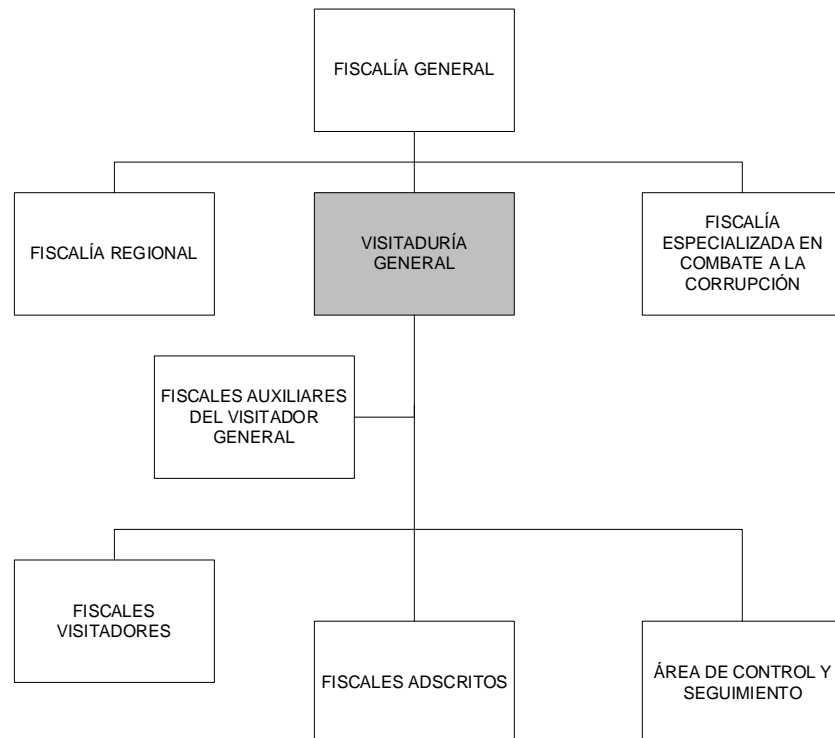 FISCALÍA GENERAL
FISCALÍA REGIONAL
VISITADURÍA
GENERAL
FISCALÍA
ESPECIALIZADA EN
COMBATE A LA
CORRUPCIÓN
FISCALES AUXILIARES
DEL VISITADOR
GENERAL
FISCALES
VISITADORES
FISCALES ADSCRITOS
ÁREA DE CONTROL Y
SEGUIMIENTO